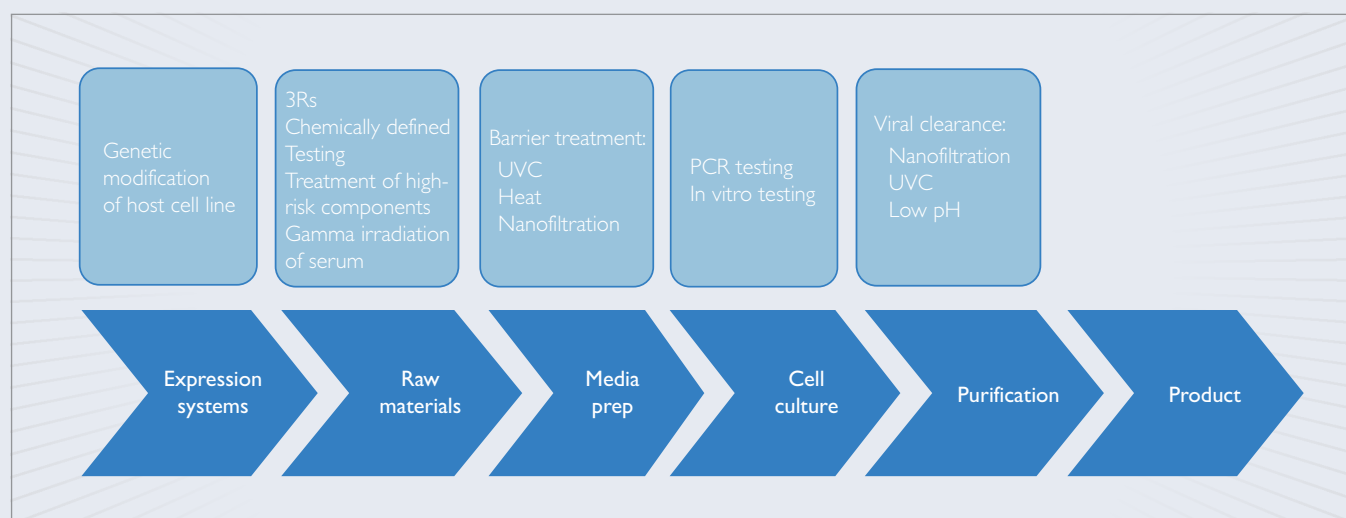 Genetic
modification
of host cell line
3Rs
Chemically defined
Testing
Treatment of high-
risk components
Gamma irradiation
of serum
Barrier treatment:
UVC
Heat
Nanofiltration
PCR testing
In vitro testing
Viral clearance:
Nanofiltration
UVC
Low pH
Expression
systems
Raw
materials
Media
prep
Cell
culture
Purification
Product